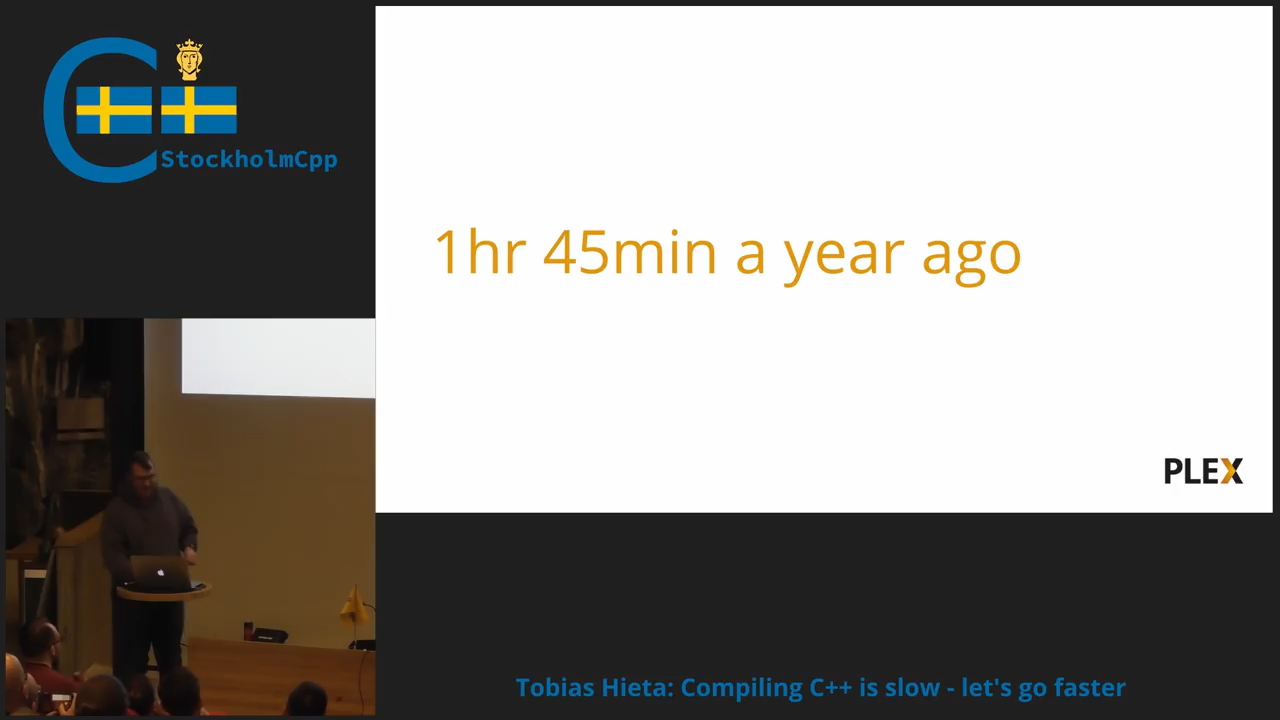 StockholmCpp
1hr 45min a year ago
PLEX
Tobias Hieta: Compiling C++ is slow - let's go faster